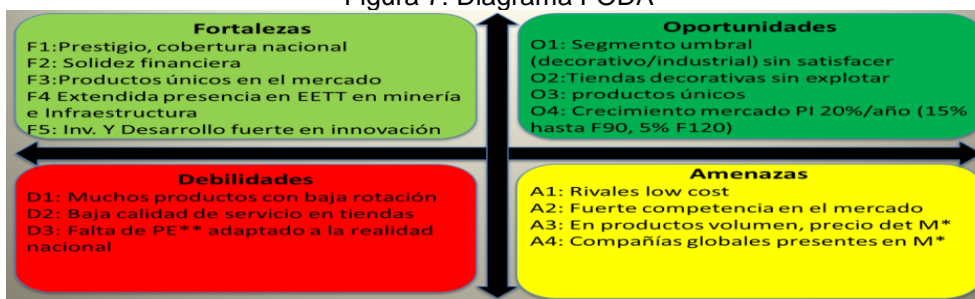 Figura 7: Diagrama FODA
Fortalezas
F1:Prestigio, cobertura nacional
F2: Solidez financiera
F3:Productos únicos en el mercado
F4 Extendida presencia en EETT en minería
e Infraestructura
F5: Inv. Y Desarrollo fuerte en innovación
Oportunidades
O1: Segmento umbral
(decorativo/industrial) sin satisfacer
O2:Tiendas decorativas sin explotar
O3: productos únicos
O4: Crecimiento mercado PI 20%/año (15%
hasta F90, 5% F120)
Debilidades
D1: Muchos productos con baja rotación
D2: Baja calidad de servicio en tiendas
D3: Falta de PE** adaptado a la realidad
nacional
Amenazas
A1: Rivales low cost
A2: Fuerte competencia en el mercado
A3: En productos volumen, precio det M*
A4: Compañías globales presentes en M*